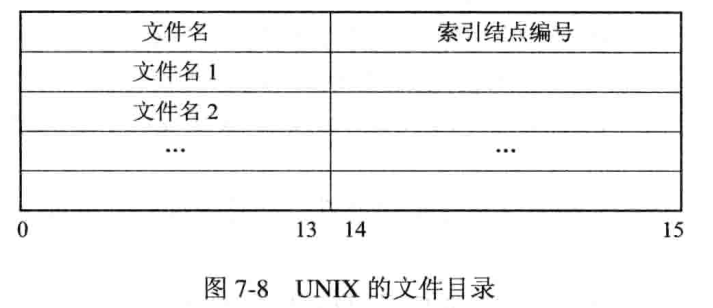 文件名 索引结点编号
文件名 1
文件名 2
… …
0 13 14 15
图 7-8 UNIX 的文件目录